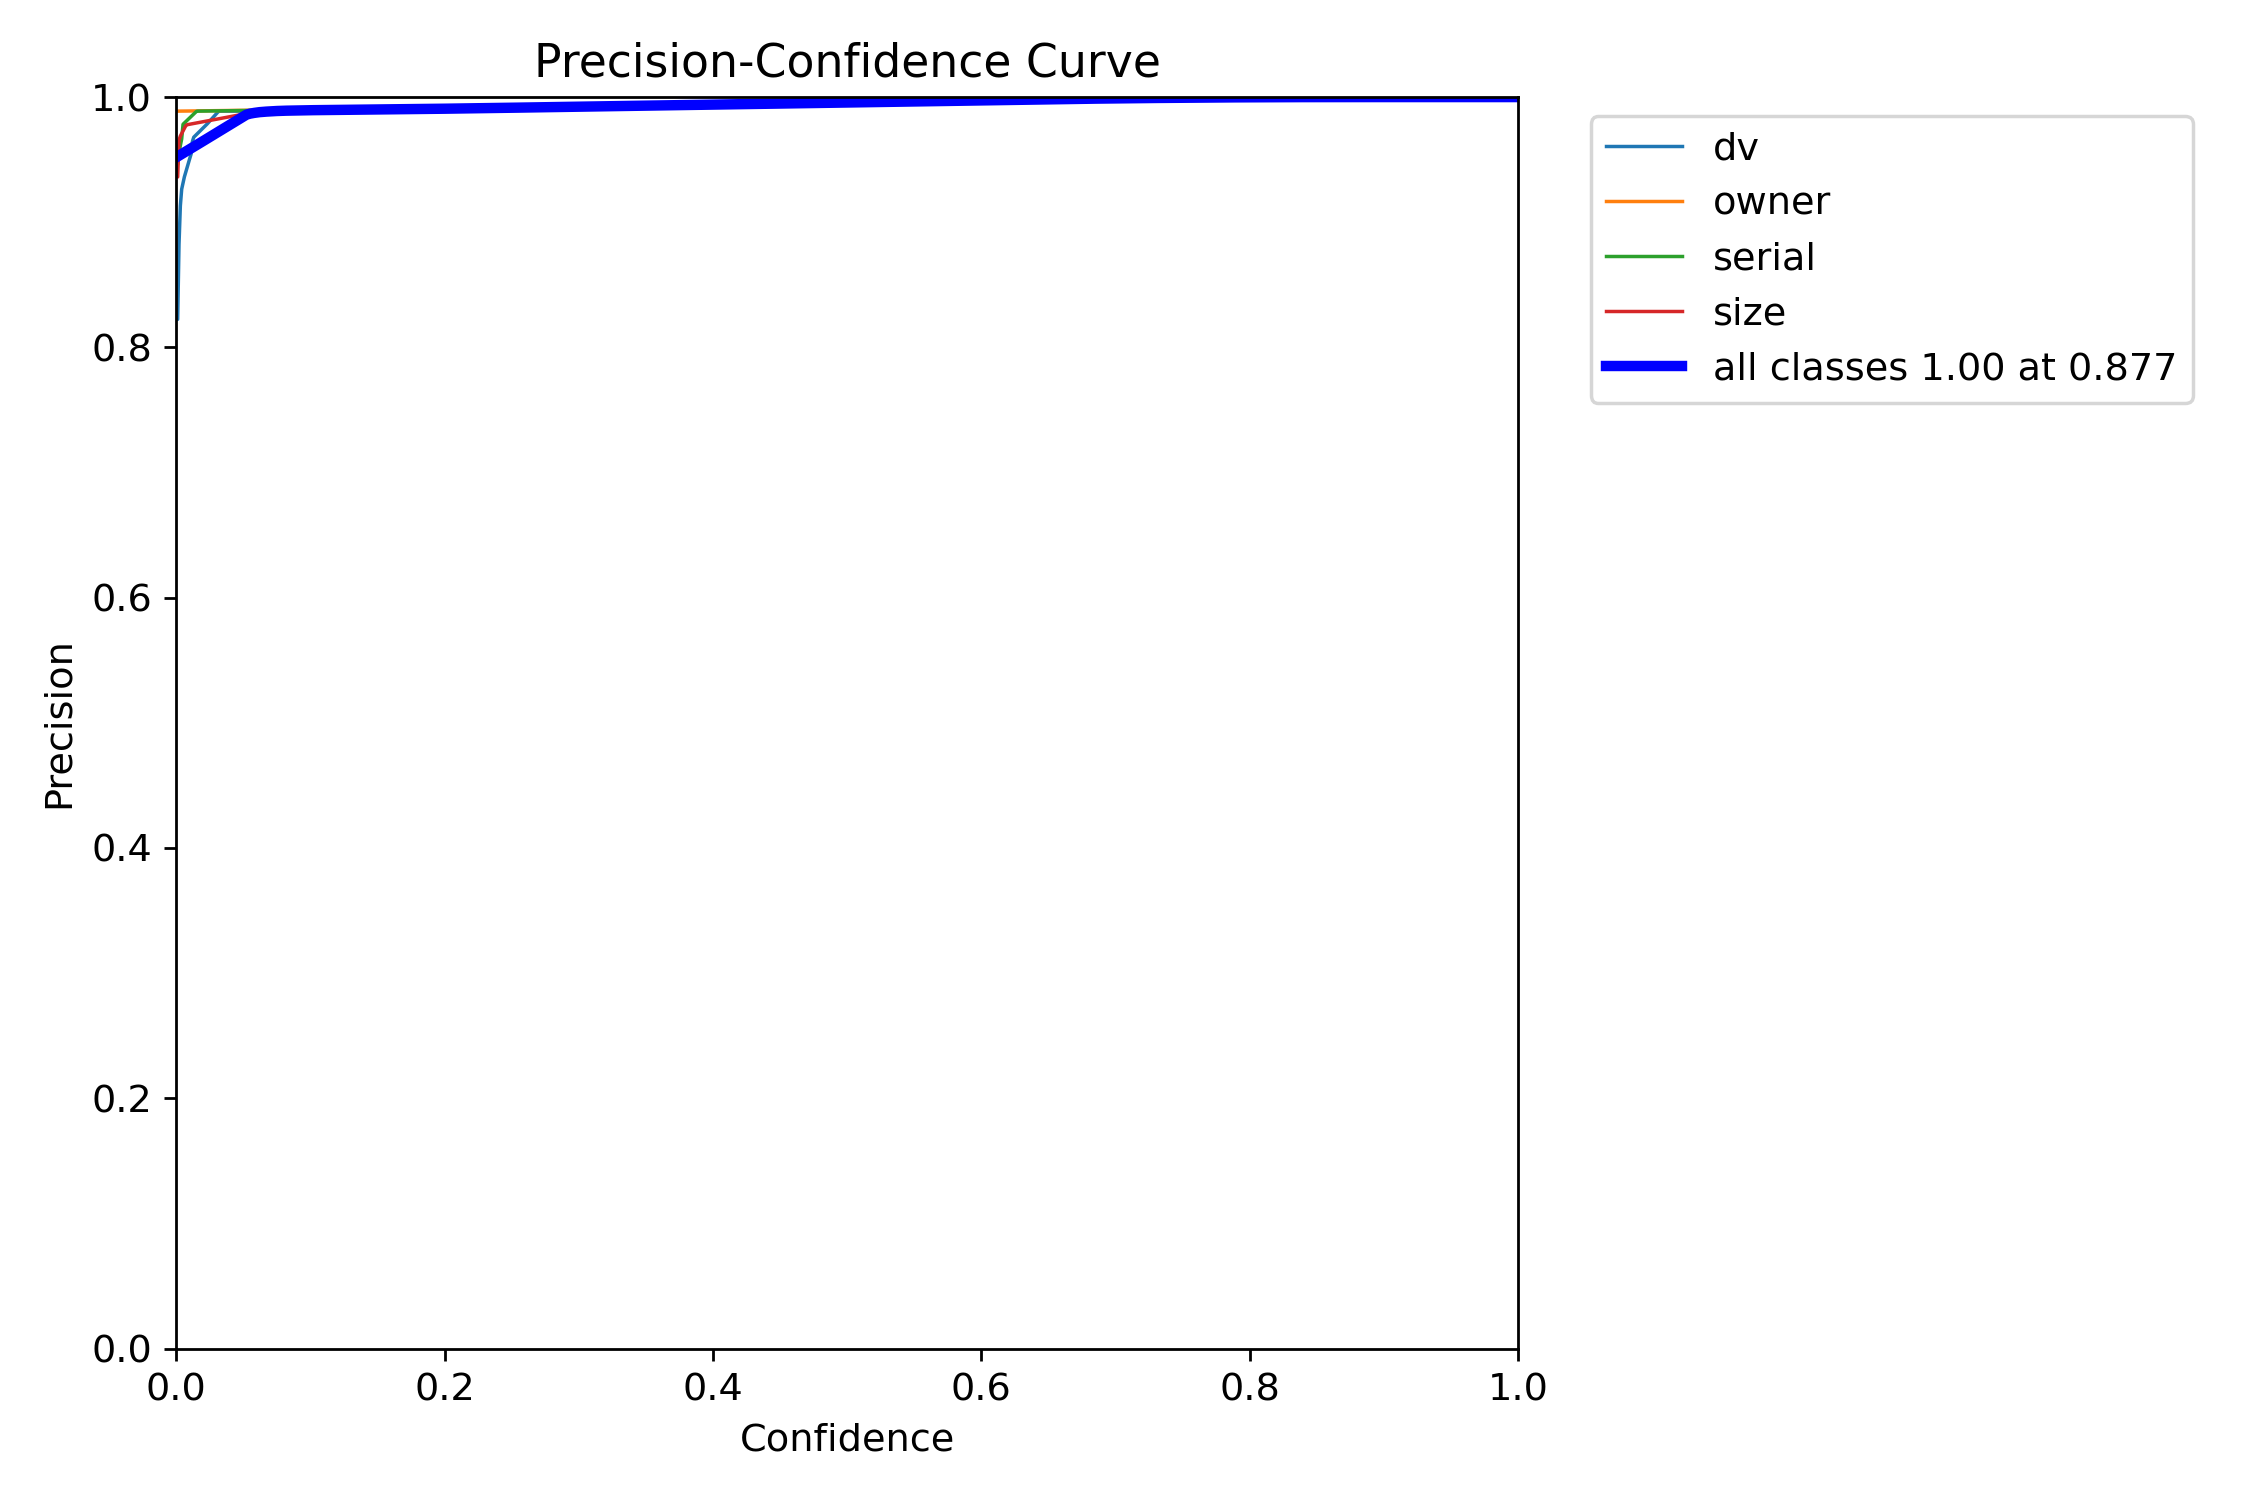 Precision-Confidence Curve
1.0
0.8
0.6
0.4
0.2
0.0
Precision
0.0 0.2 0.4 0.6 0.8 1.0
Confidence
dv
owner
serial
size
all classes 1.00 at 0.877